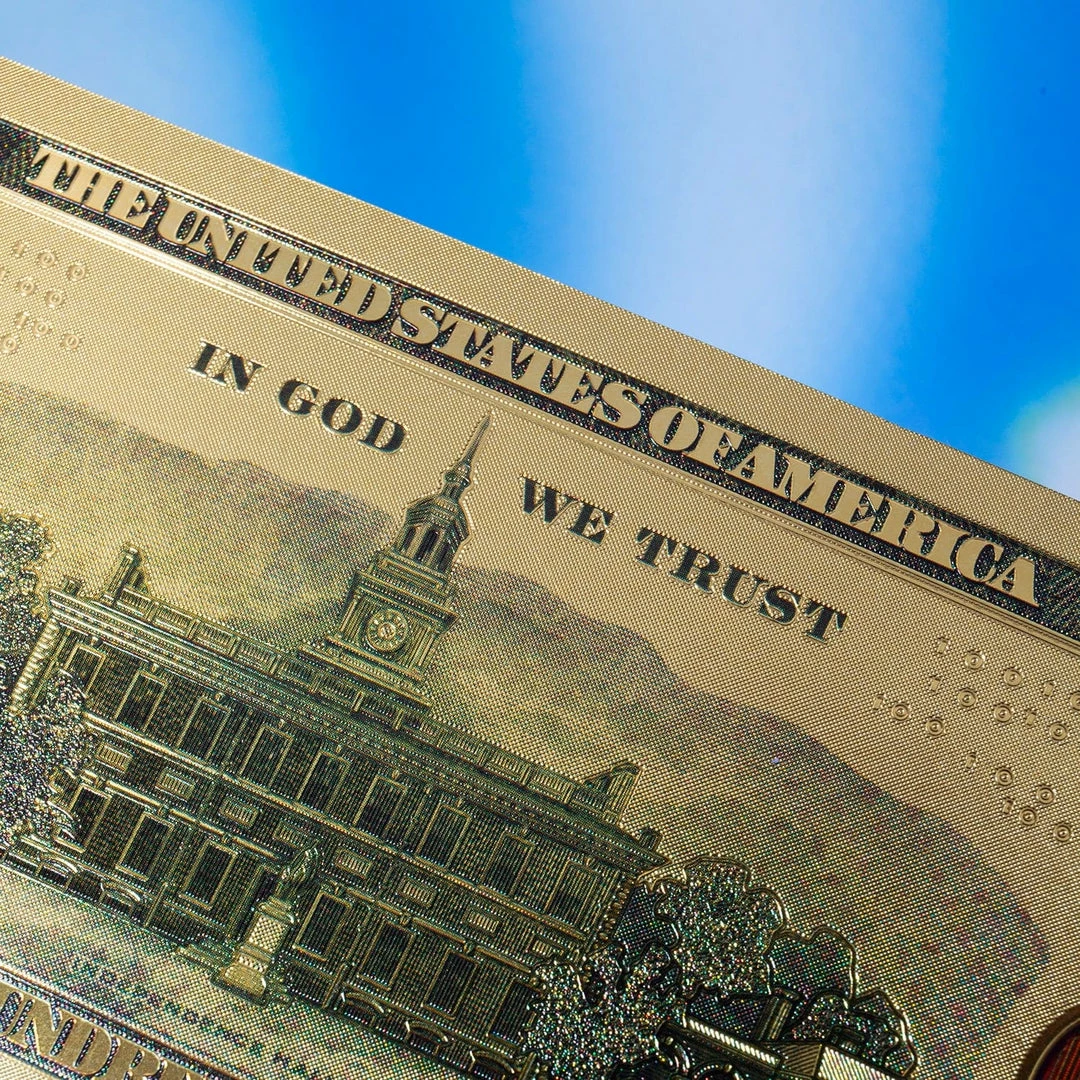 THE UNITED STATES OF AMERICA
IN GOD WE TRUST